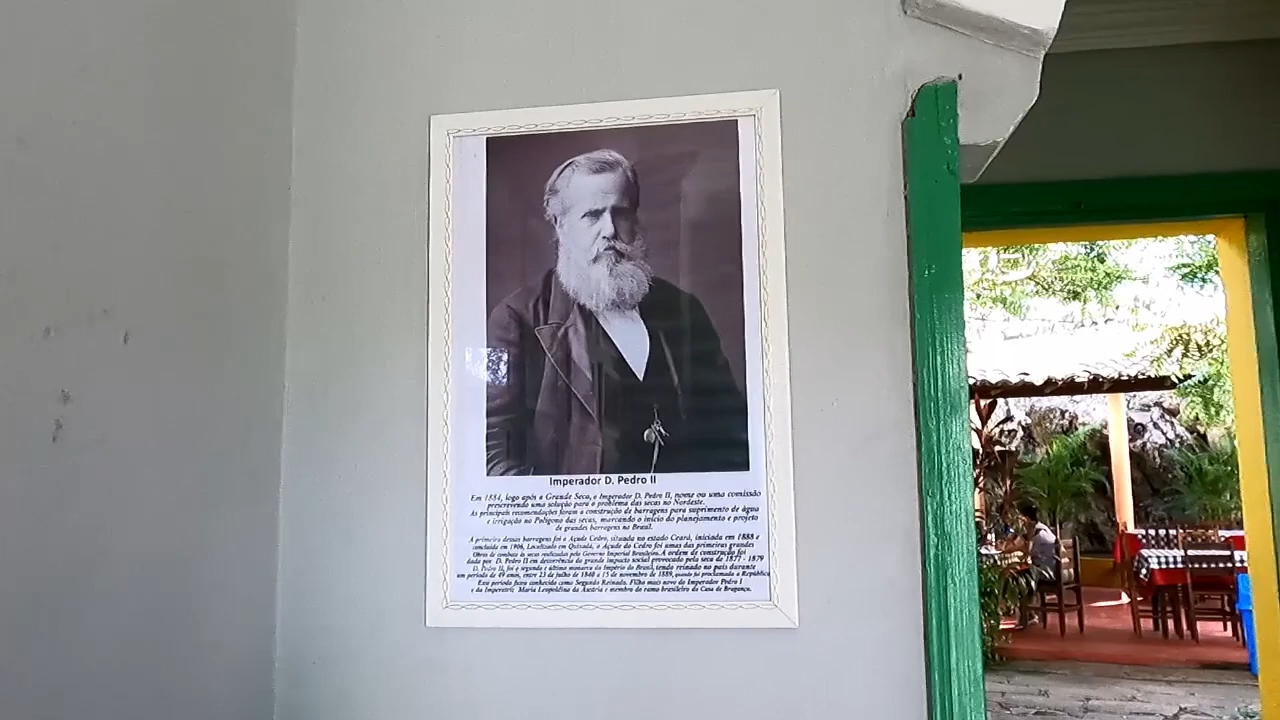 Imperador D. Pedro II
Em 1884, logo após a Grande Seca, o Imperador D. Pedro II, nome ou uma comissão
prescrevendo uma solução para o problema das secas no Nordeste.
As principais recomendações foram a construção de barragens para suprimento de água
e irrigação no Polígono das secas, marcando o início do planejamento e projeto
de grandes barragens no Brasil.
A primeira dessas barragens foi o Açude Cedro, situada no estado Ceará, iniciada em 1888 e
concluída em 1906, Localizado em Quixadá, o Açude do Cedro foi umas das primeiras grandes
Obras de combate às secas realizadas pelo Governo Imperial Brasileiro. A ordem de construção foi
dada por D. Pedro II em decorrência do grande impacto social provocado pela seca de 1877 - 1879
D. Pedro II, foi o segundo e último monarca do Império do Brasil, tendo reinado no país durante
um período de 49 anos, entre 23 de julho de 1840 a 15 de novembro de 1889, quando foi proclamada a República
Esse período ficou conhecido como Segundo Reinado. Filho mais novo do Imperador Pedro I
e da Imperatriz Maria Leopoldina da Áustria e membro do ramo brasileiro da Casa de Bragança.